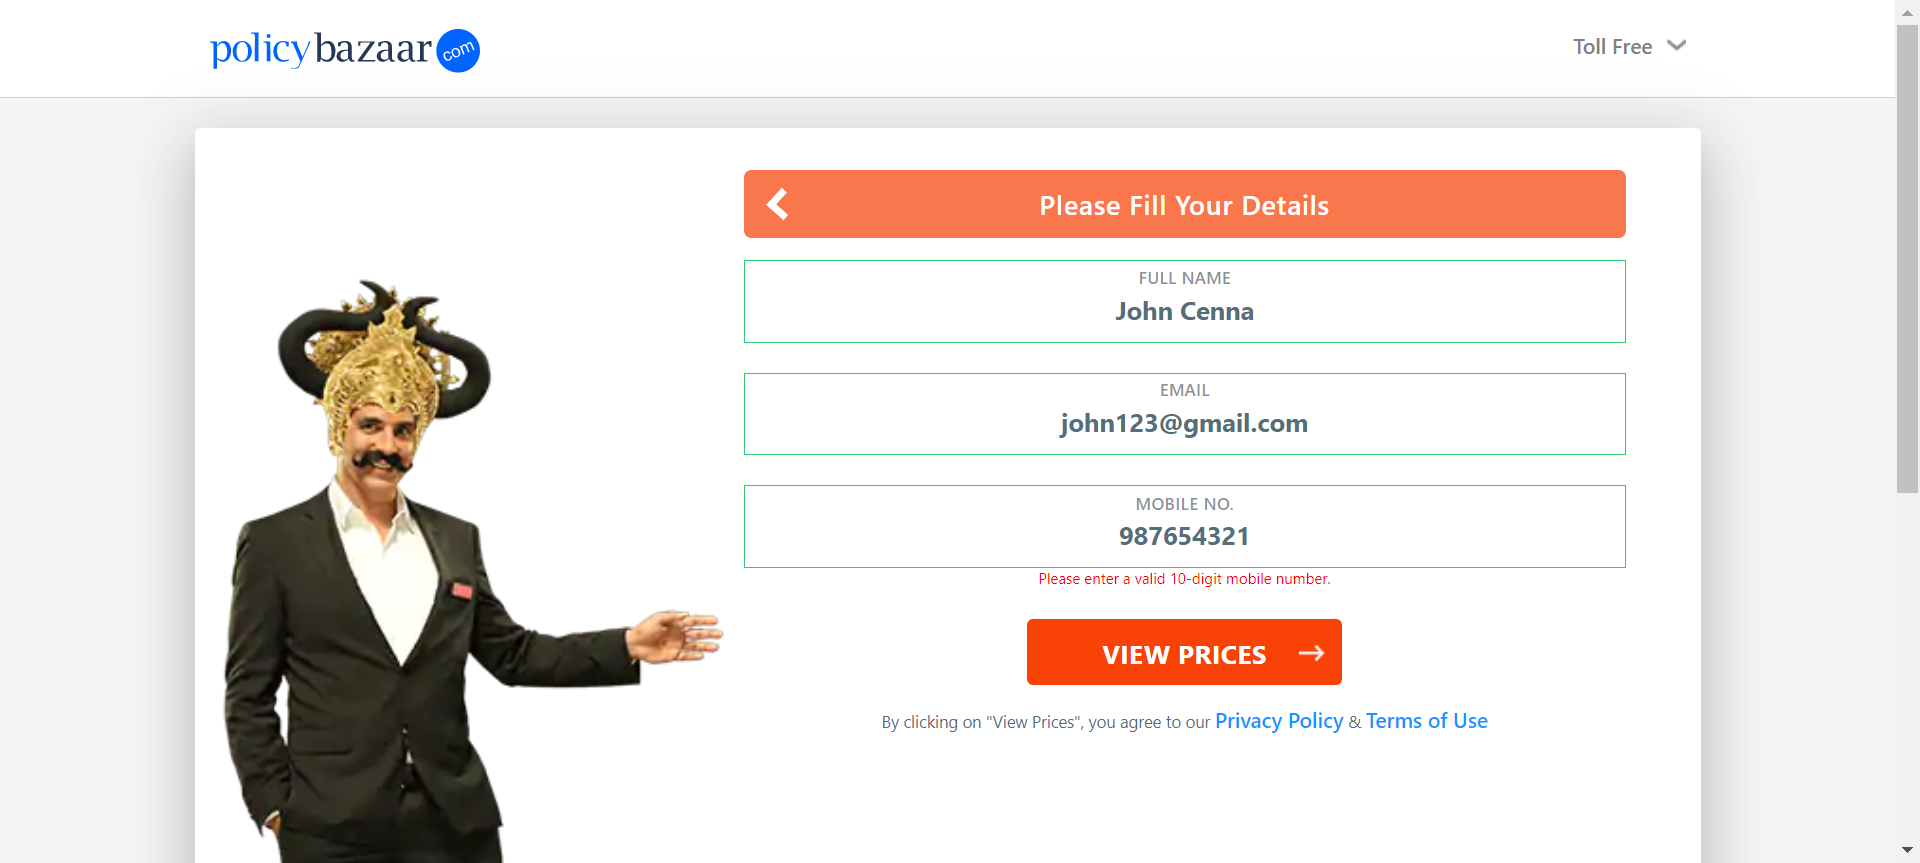 policybazaar com
Toll Free
Please Fill Your Details
FULL NAME
John Cenna
EMAIL
john123@gmail.com
MOBILE NO.
987654321
Please enter a valid 10-digit mobile number.
VIEW PRICES
By clicking on "View Prices", you agree to our Privacy Policy & Terms of Use